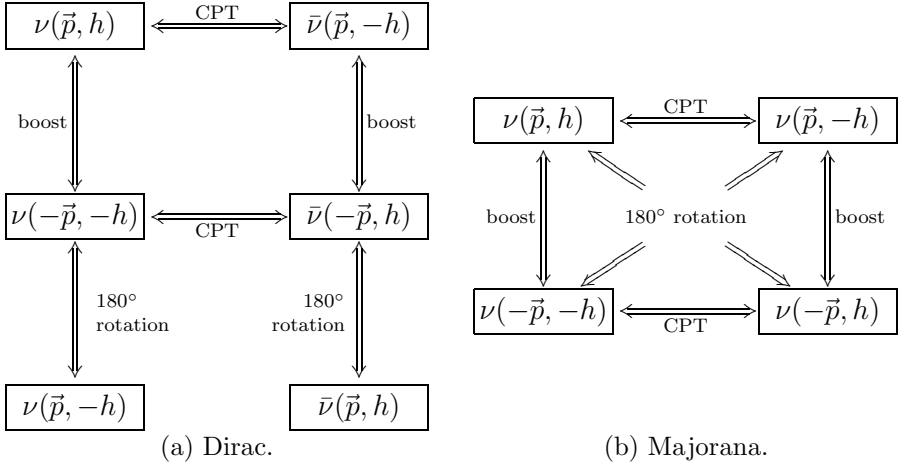 CPT
ν(p⃗, h) ν̄(p⃗, −h)
boost boost
ν(−p⃗, −h) ν̄(−p⃗, h)
CPT
180° 180°
rotation rotation
ν(p⃗, −h) ν̄(p⃗, h)
(a) Dirac.
CPT
ν(p⃗, h) ν(p⃗, −h)
boost 180° rotation boost
ν(−p⃗, −h) ν(−p⃗, h)
CPT
(b) Majorana.